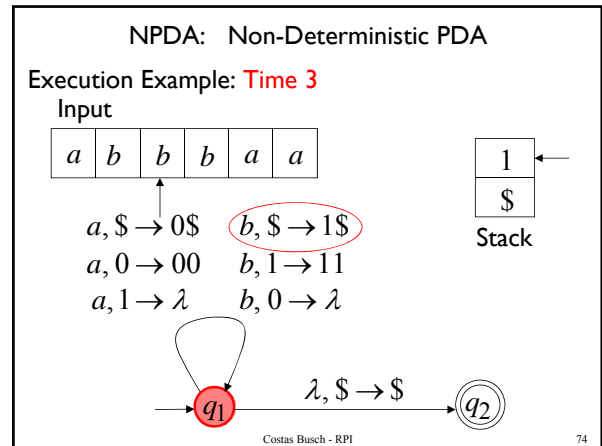 NPDA: Non-Deterministic PDA
Execution Example: Time 3
Input
a b b b a a
1
$
Stack
a, $ → 0$ b, $ → 1$
a, 0 → 00 b, 1 → 11
a, 1 → λ b, 0 → λ
λ, $ → $
q₁ q₂
Costas Busch - RPI 74